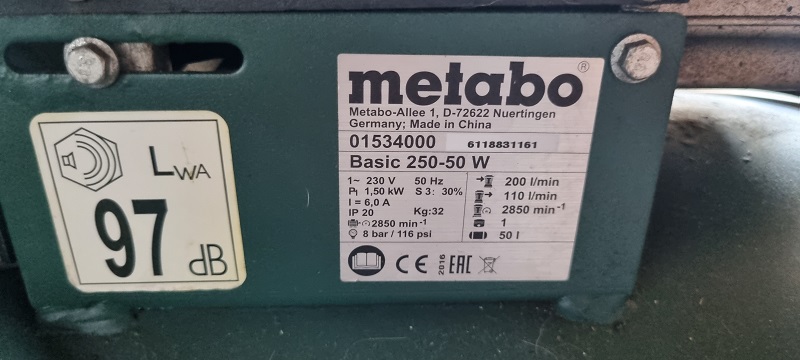 LWA
97
dB
metabo®
Metabo-Allee 1, D-72622 Nuertingen
Germany; Made in China
01534000 6118831161
Basic 250-50 W
1~ 230 V 50 Hz
P1 1,50 kW S 3: 30%
I = 6,0 A
IP 20 Kg:32
2850 min-1
8 bar / 116 psi
200 l/min
110 l/min
2850 min-1
1
50 l
CE 2016 EAC